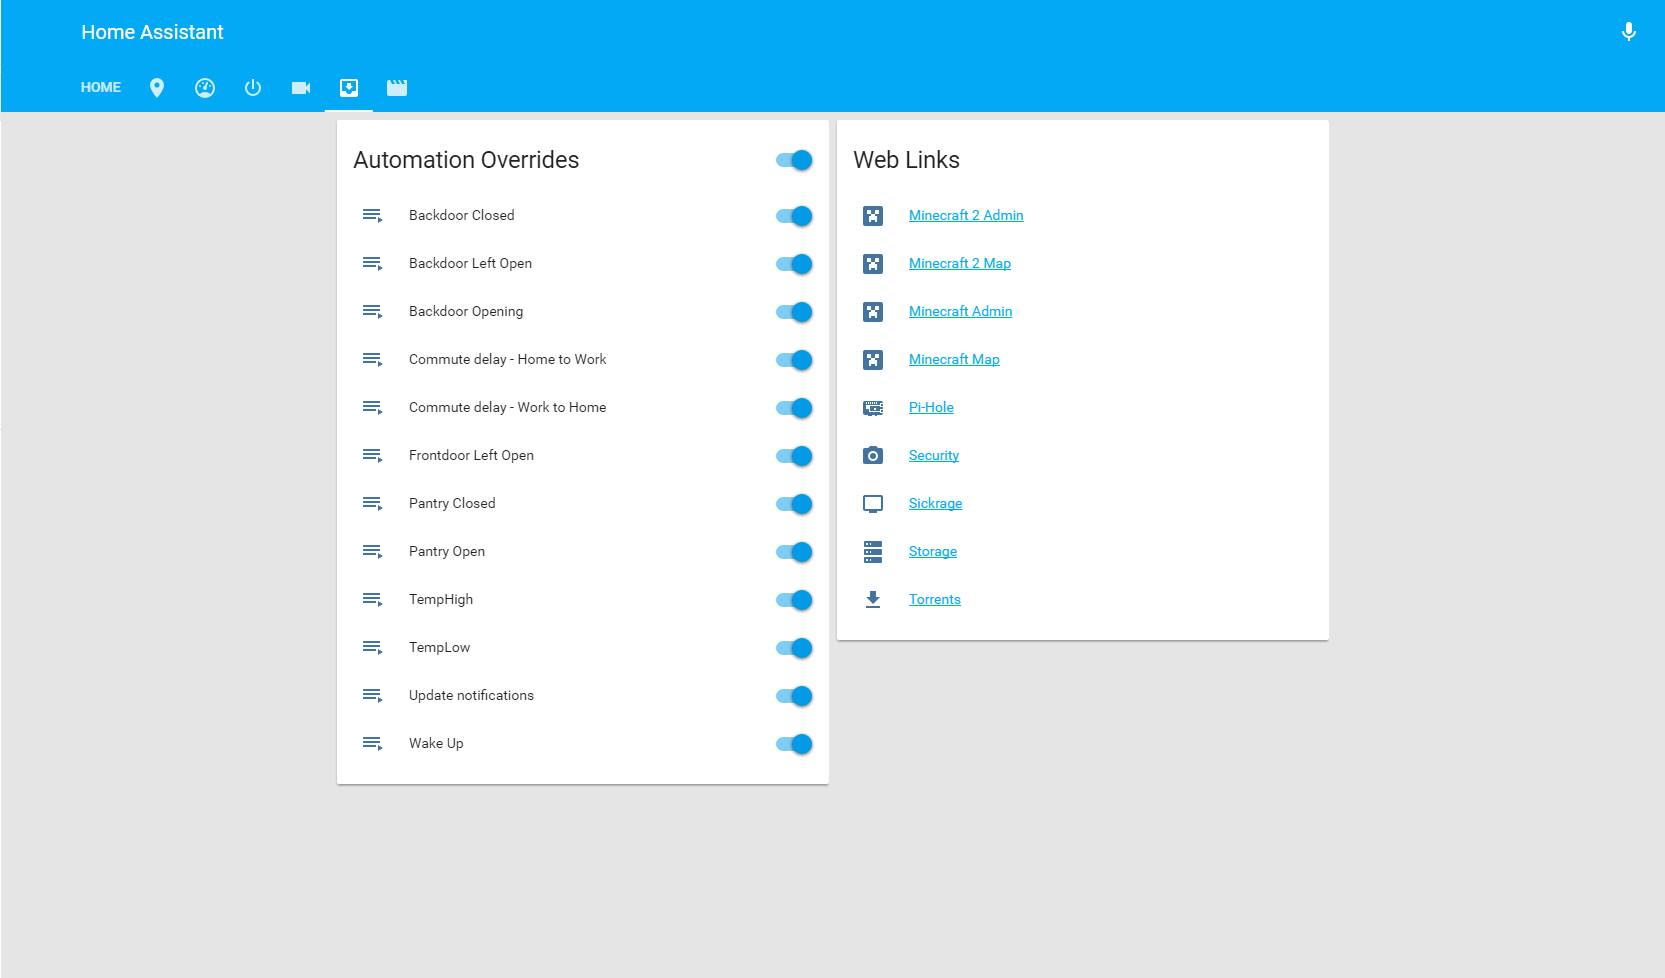 Home Assistant
HOME
Automation Overrides
Backdoor Closed
Backdoor Left Open
Backdoor Opening
Commute delay - Home to Work
Commute delay - Work to Home
Frontdoor Left Open
Pantry Closed
Pantry Open
TempHigh
TempLow
Update notifications
Wake Up
Web Links
Minecraft 2 Admin
Minecraft 2 Map
Minecraft Admin
Minecraft Map
Pi-Hole
Security
Sickrage
Storage
Torrents